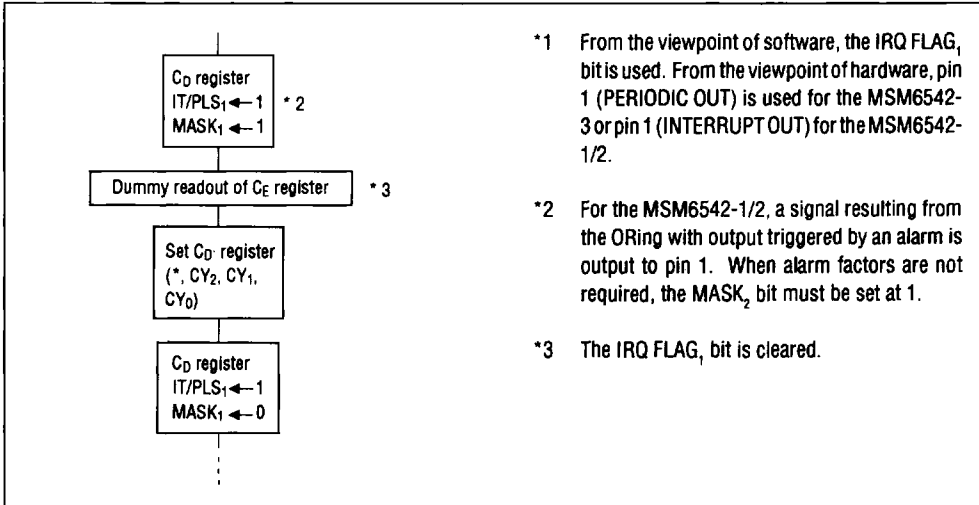 C_D register
IT/PLS₁ ← 1
MASK₁ ← 1
* 2
Dummy readout of C_E register
* 3
Set C_D' register
(*, CY₂, CY₁,
CY₀)
C_D register
IT/PLS₁ ← 1
MASK₁ ← 0
*1 From the viewpoint of software, the IRQ FLAG₁
bit is used. From the viewpoint of hardware, pin
1 (PERIODIC OUT) is used for the MSM6542-
3 or pin 1 (INTERRUPT OUT) for the MSM6542-
1/2.
*2 For the MSM6542-1/2, a signal resulting from
the ORing with output triggered by an alarm is
output to pin 1. When alarm factors are not
required, the MASK₂ bit must be set at 1.
*3 The IRQ FLAG₁ bit is cleared.